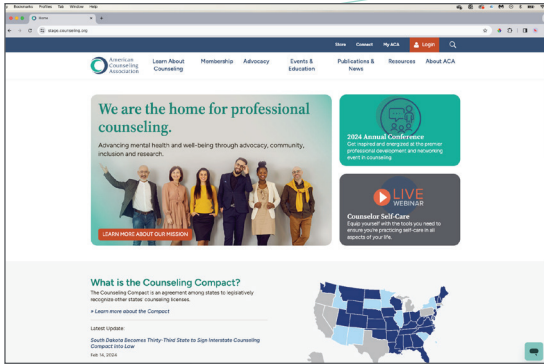 Bookmarks Profiles Tab Window Help
Home
stage.counseling.org
Store Connect My ACA Login
American
Counseling
Association
Learn About
Counseling
Membership
Advocacy
Events &
Education
Publications &
News
Resources
About ACA
We are the home for professional
counseling.
Advancing mental health and well-being through advocacy, community,
inclusion and research.
LEARN MORE ABOUT OUR MISSION
2024 Annual Conference
Get inspired and energized at the premier
professional development and networking
event in counseling.
LIVE
WEBINAR
Counselor Self-Care
Equip yourself with the tools you need to
ensure you're practicing self-care in all
aspects of your life.
What is the Counseling Compact?
The Counseling Compact is an agreement among states to legislatively
recognize other states' counseling licenses.
» Learn more about the Compact
Latest Update:
South Dakota Becomes Thirty-Third State to Sign Interstate Counseling
Compact Into Law
Feb 14, 2024